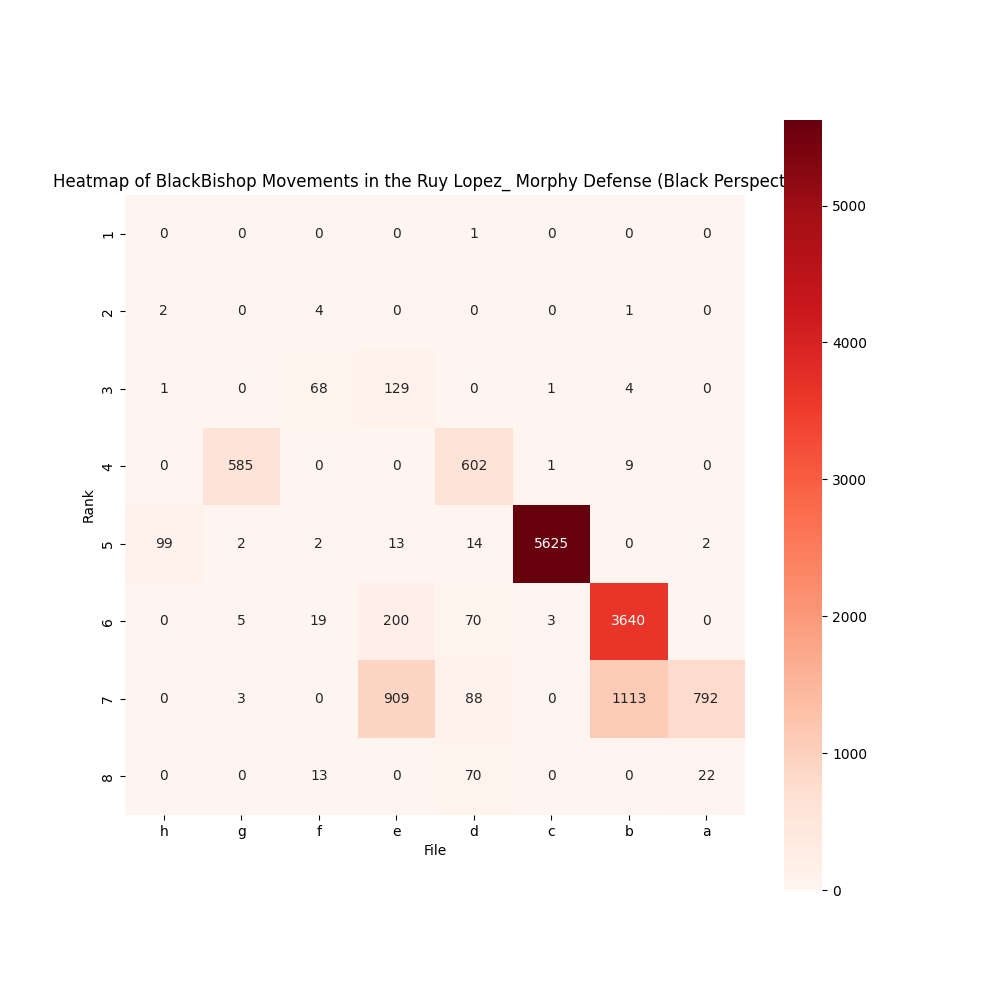 Heatmap of BlackBishop Movements in the Ruy Lopez_ Morphy Defense (Black Perspect
5000
4000
3000
2000
1000
0
Rank
1 0 0 0 0 1 0 0 0
2 2 0 4 0 0 0 1 0
3 1 0 68 129 0 1 4 0
4 0 585 0 0 602 1 9 0
5 99 2 2 13 14 5625 0 2
6 0 5 19 200 70 3 3640 0
7 0 3 0 909 88 0 1113 792
8 0 0 13 0 70 0 0 22
h g f e d c b a
File